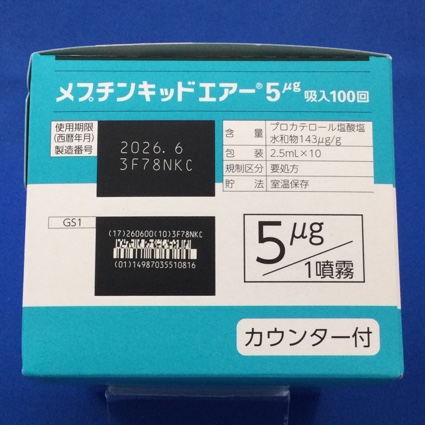 メプチンキッドエアー® 5μg 吸入100回
使用期限
(西暦年月)
製造番号
2026. 6
3F78NKC
含量 プロカテロール塩酸塩
水和物143μg/g
包装 2.5mL×10
規制区分 要処方
貯法 室温保存
GS1
(17)260600(10)3F78NKC
(01)14987035510816
5μg
1噴霧
カウンター付